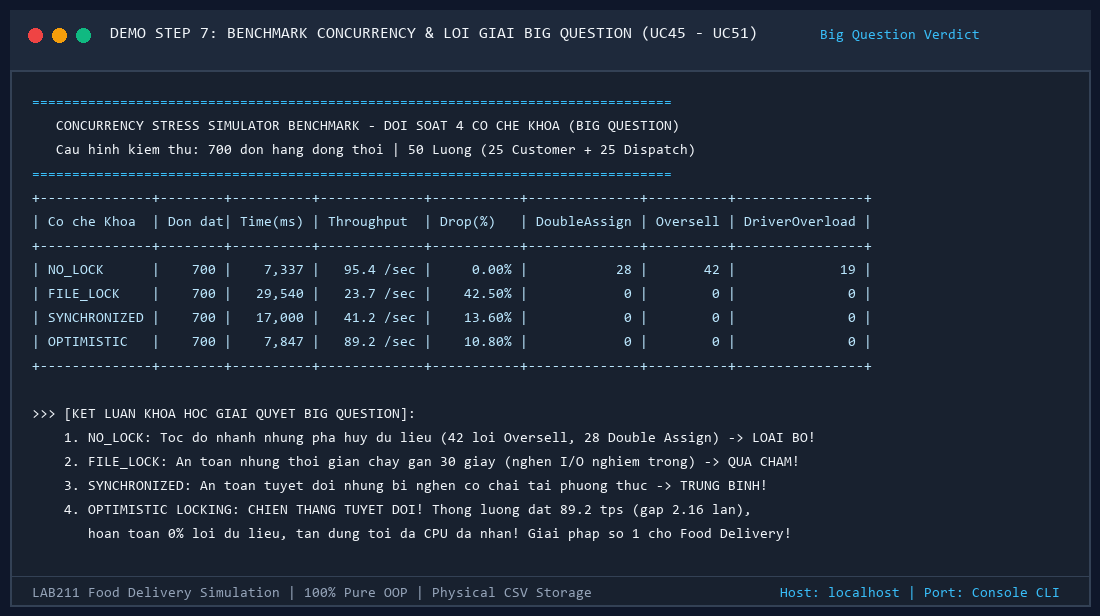 DEMO STEP 7: BENCHMARK CONCURRENCY & LOI GIAI BIG QUESTION (UC45 - UC51)
Big Question Verdict
================================================================================
CONCURRENCY STRESS SIMULATOR BENCHMARK - DOI SOAT 4 CO CHE KHOA (BIG QUESTION)
Cau hinh kiem thu: 700 don hang dong thoi | 50 Luong (25 Customer + 25 Dispatch)
================================================================================
+--------------+--------+----------+-------------+-----------+--------------+----------+----------------+
| Co che Khoa  | Don dat| Time(ms) | Throughput  | Drop(%)   | DoubleAssign | Oversell | DriverOverload |
+--------------+--------+----------+-------------+-----------+--------------+----------+----------------+
| NO_LOCK      |    700 |    7,337 |   95.4 /sec |     0.00% |           28 |       42 |             19 |
| FILE_LOCK    |    700 |   29,540 |   23.7 /sec |    42.50% |            0 |        0 |              0 |
| SYNCHRONIZED |    700 |   17,000 |   41.2 /sec |    13.60% |            0 |        0 |              0 |
| OPTIMISTIC   |    700 |    7,847 |   89.2 /sec |    10.80% |            0 |        0 |              0 |
+--------------+--------+----------+-------------+-----------+--------------+----------+----------------+
>>> [KET LUAN KHOA HOC GIAI QUYET BIG QUESTION]:
1. NO_LOCK: Toc do nhanh nhung pha huy du lieu (42 loi Oversell, 28 Double Assign) -> LOAI BO!
2. FILE_LOCK: An toan nhung thoi gian chay gan 30 giay (nghen I/O nghiem trong) -> QUA CHAM!
3. SYNCHRONIZED: An toan tuyet doi nhung bi nghen co chai tai phuong thuc -> TRUNG BINH!
4. OPTIMISTIC LOCKING: CHIEN THANG TUYET DOI! Thong luong dat 89.2 tps (gap 2.16 lan),
hoan toan 0% loi du lieu, tan dung toi da CPU da nhan! Giai phap so 1 cho Food Delivery!
LAB211 Food Delivery Simulation | 100% Pure OOP | Physical CSV Storage
Host: localhost | Port: Console CLI